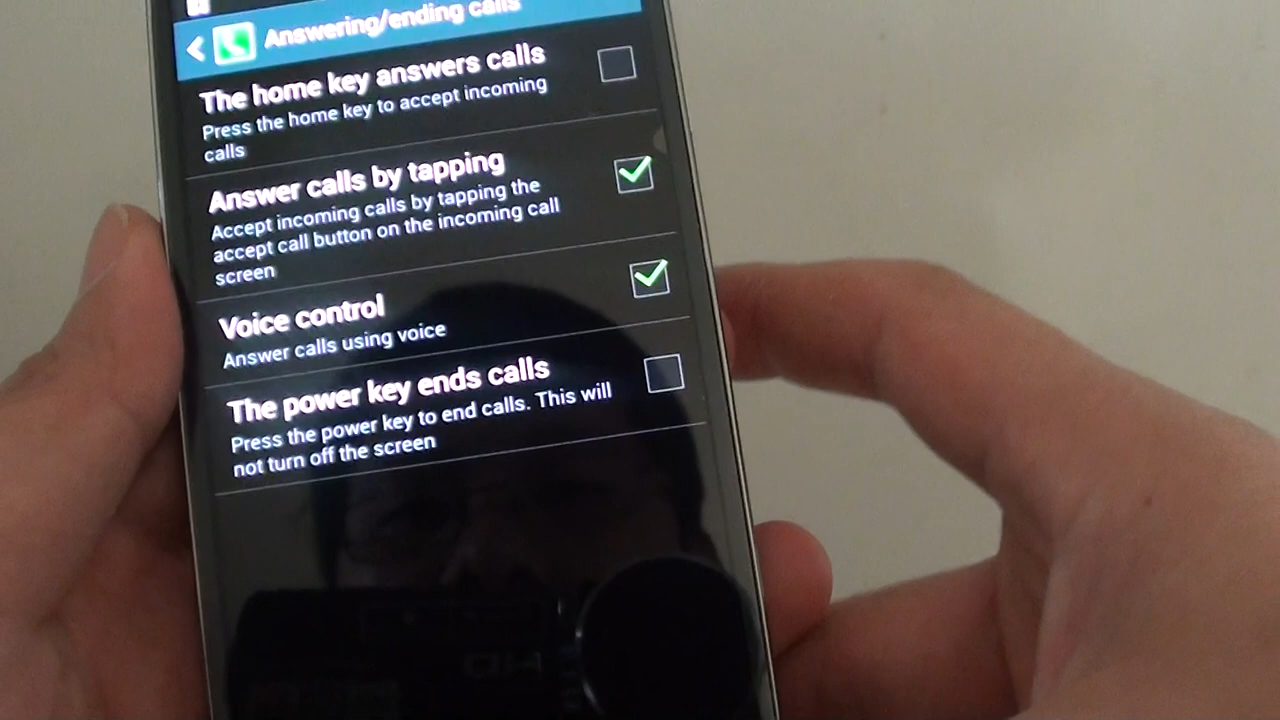 Answering/ending calls
The home key answers calls
Press the home key to accept incoming
calls
Answer calls by tapping
Accept incoming calls by tapping the
accept call button on the incoming call
screen
Voice control
Answer calls using voice
The power key ends calls
Press the power key to end calls. This will
not turn off the screen